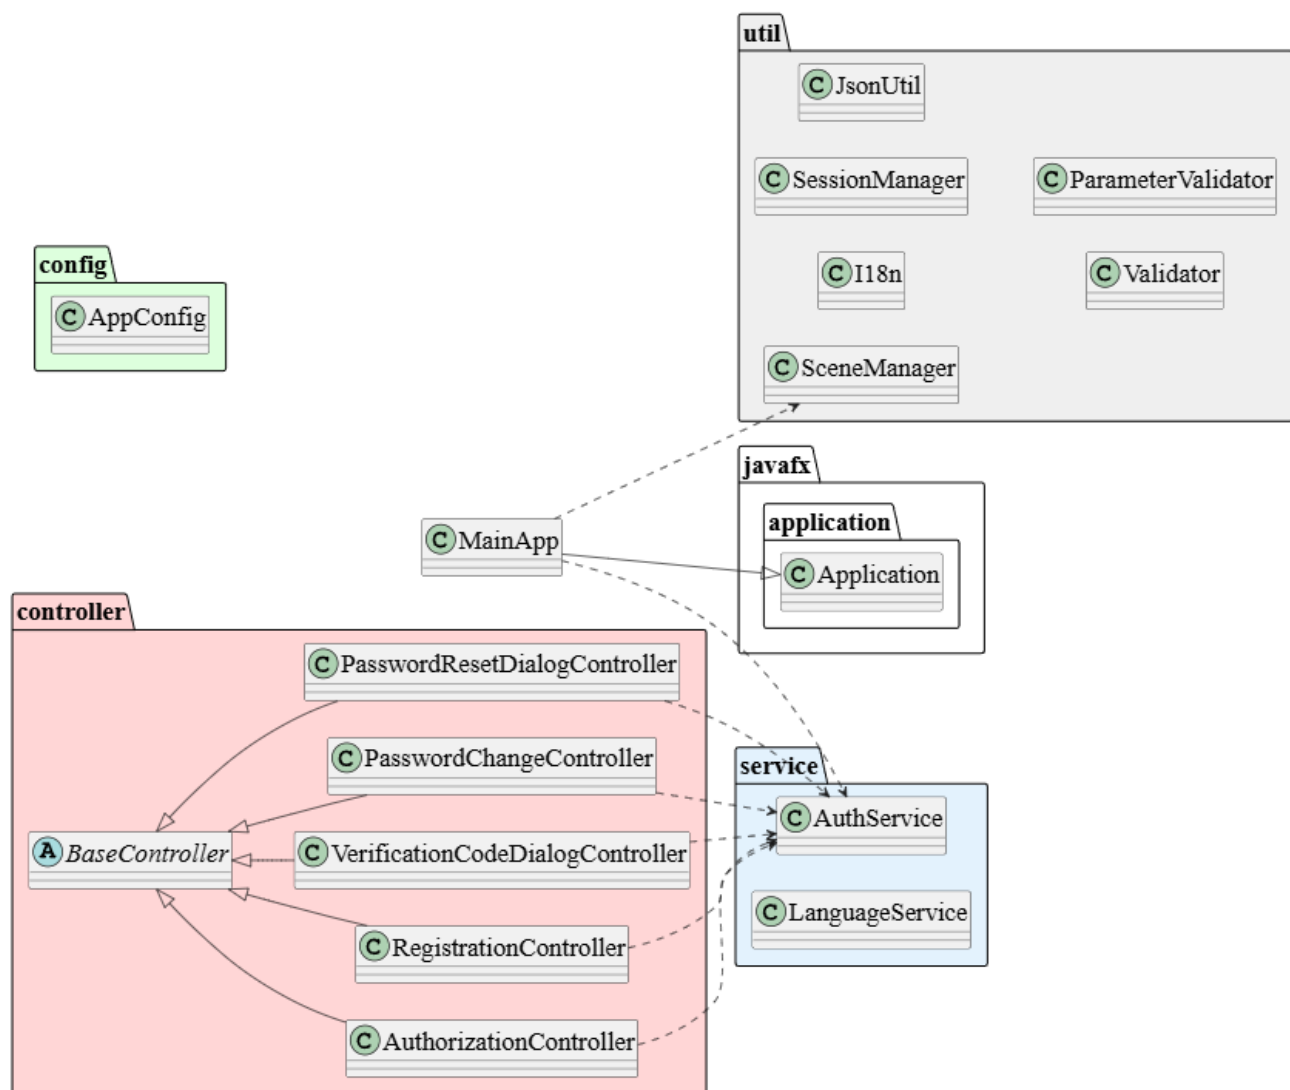 util
C JsonUtil
C SessionManager
C ParameterValidator
config
C I18n
C Validator
C AppConfig
C SceneManager
javafx
application
C MainApp
C Application
controller
C PasswordResetDialogController
C PasswordChangeController
service
C AuthService
A BaseController
C VerificationCodeDialogController
C LanguageService
C RegistrationController
C AuthorizationController